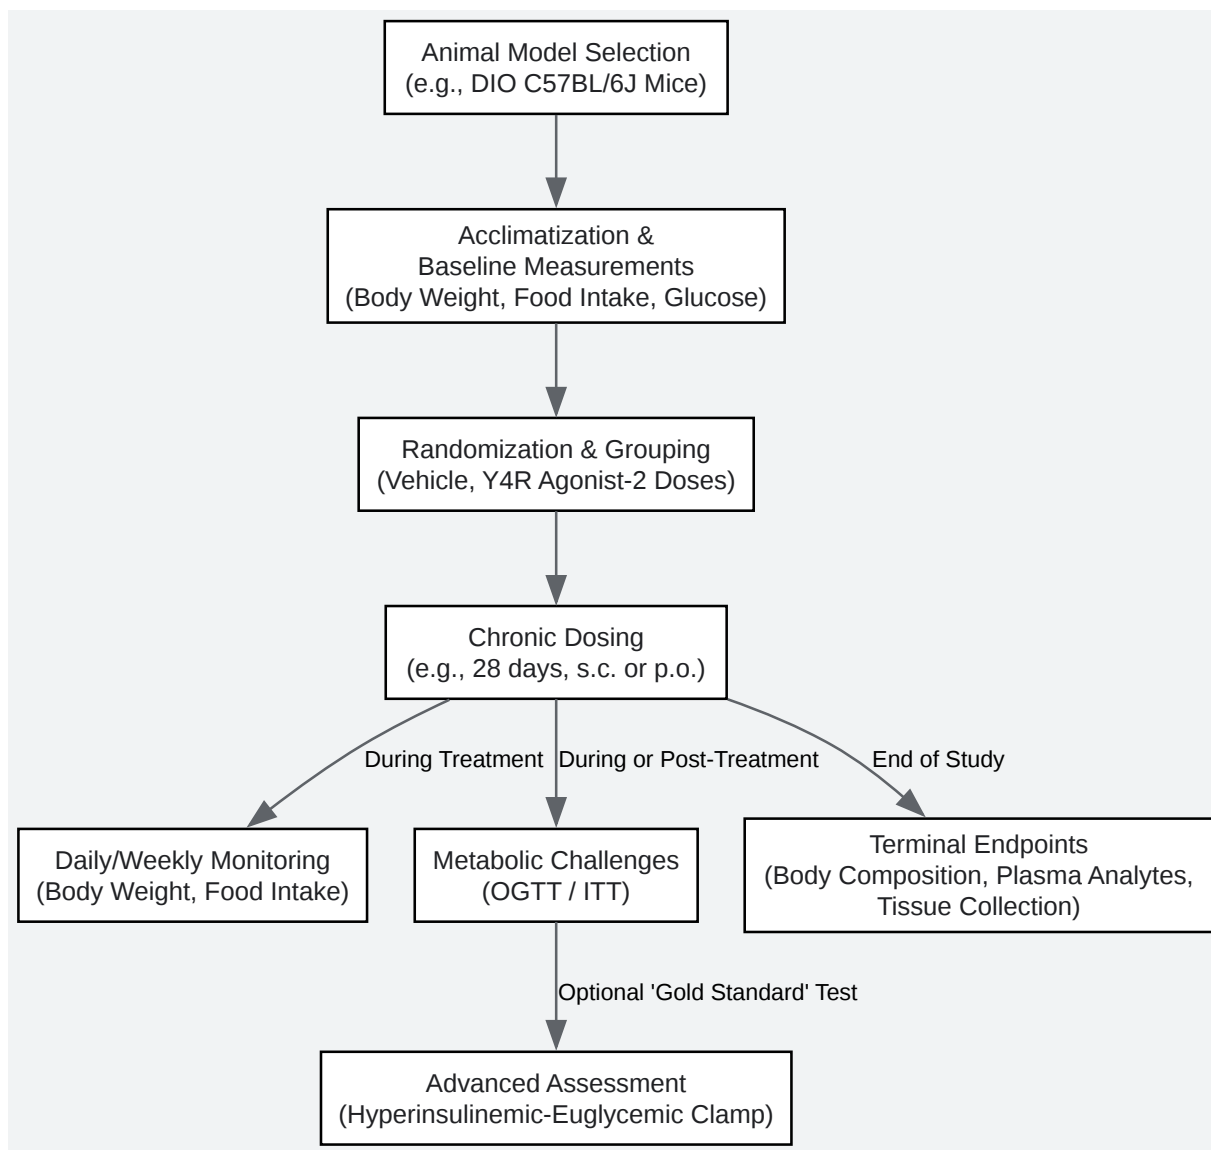 Animal Model Selection
(e.g., DIO C57BL/6J Mice)
Acclimatization &
Baseline Measurements
(Body Weight, Food Intake, Glucose)
Randomization & Grouping
(Vehicle, Y4R Agonist-2 Doses)
Chronic Dosing
(e.g., 28 days, s.c. or p.o.)
During Treatment
During or Post-Treatment
End of Study
Daily/Weekly Monitoring
(Body Weight, Food Intake)
Metabolic Challenges
(OGTT / ITT)
Terminal Endpoints
(Body Composition, Plasma Analytes,
Tissue Collection)
Optional 'Gold Standard' Test
Advanced Assessment
(Hyperinsulinemic-Euglycemic Clamp)